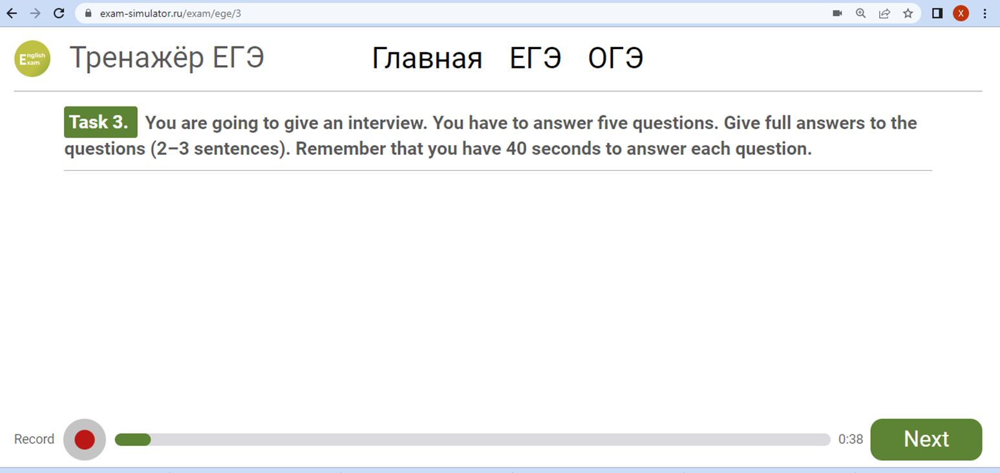 exam-simulator.ru/exam/ege/3
X
English Exam
Тренажёр ЕГЭ
Главная ЕГЭ ОГЭ
Task 3. You are going to give an interview. You have to answer five questions. Give full answers to the
questions (2–3 sentences). Remember that you have 40 seconds to answer each question.
Record
0:38
Next